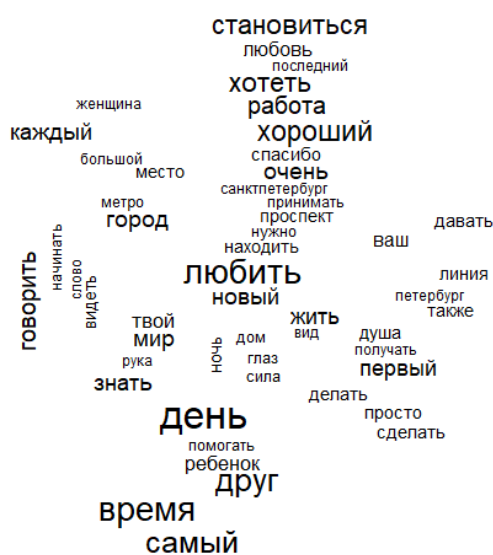 становиться
любовь
последний
хотеть
женщина
работа
каждый
хороший
большой
спасибо
место
очень
санктпетербург
метро
принимать
город
проспект
давать
нужно
ваш
находить
говорить
начинать
слово
видеть
любить
линия
новый
петербург
твой
жить
также
мир
ночь
дом
вид
душа
рука
глаз
получать
знать
сила
первый
делать
день
просто
сделать
помогать
ребенок
друг
время
самый